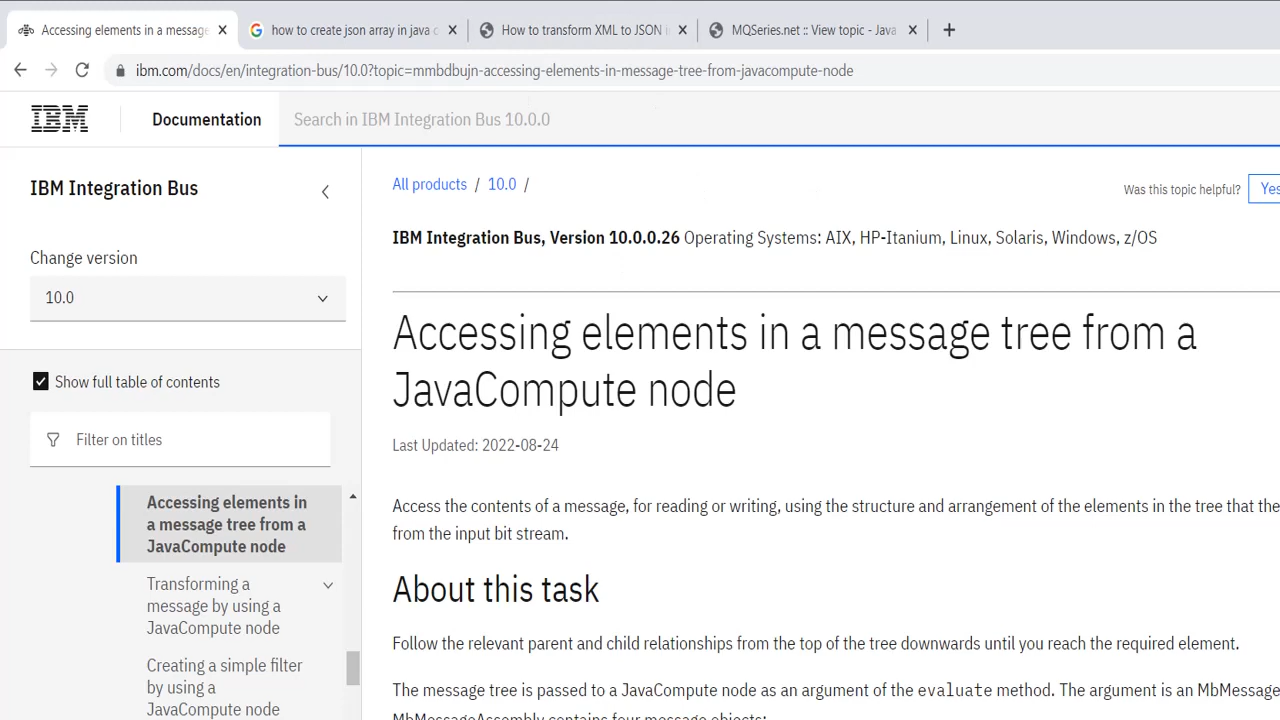 Accessing elements in a message
how to create json array in java c
How to transform XML to JSON i
MQSeries.net :: View topic - Java
ibm.com/docs/en/integration-bus/10.0?topic=mmbdbujn-accessing-elements-in-message-tree-from-javacompute-node
IBM
Documentation
Search in IBM Integration Bus 10.0.0
IBM Integration Bus
All products / 10.0 /
Was this topic helpful?
Yes
IBM Integration Bus, Version 10.0.0.26 Operating Systems: AIX, HP-Itanium, Linux, Solaris, Windows, z/OS
Change version
10.0
Accessing elements in a message tree from a
JavaCompute node
Show full table of contents
Filter on titles
Last Updated: 2022-08-24
Accessing elements in
a message tree from a
JavaCompute node
Access the contents of a message, for reading or writing, using the structure and arrangement of the elements in the tree that the
from the input bit stream.
Transforming a
message by using a
JavaCompute node
About this task
Follow the relevant parent and child relationships from the top of the tree downwards until you reach the required element.
Creating a simple filter
by using a
JavaCompute node
The message tree is passed to a JavaCompute node as an argument of the evaluate method. The argument is an MbMessage
MbMessageAssembly contains four message objects: